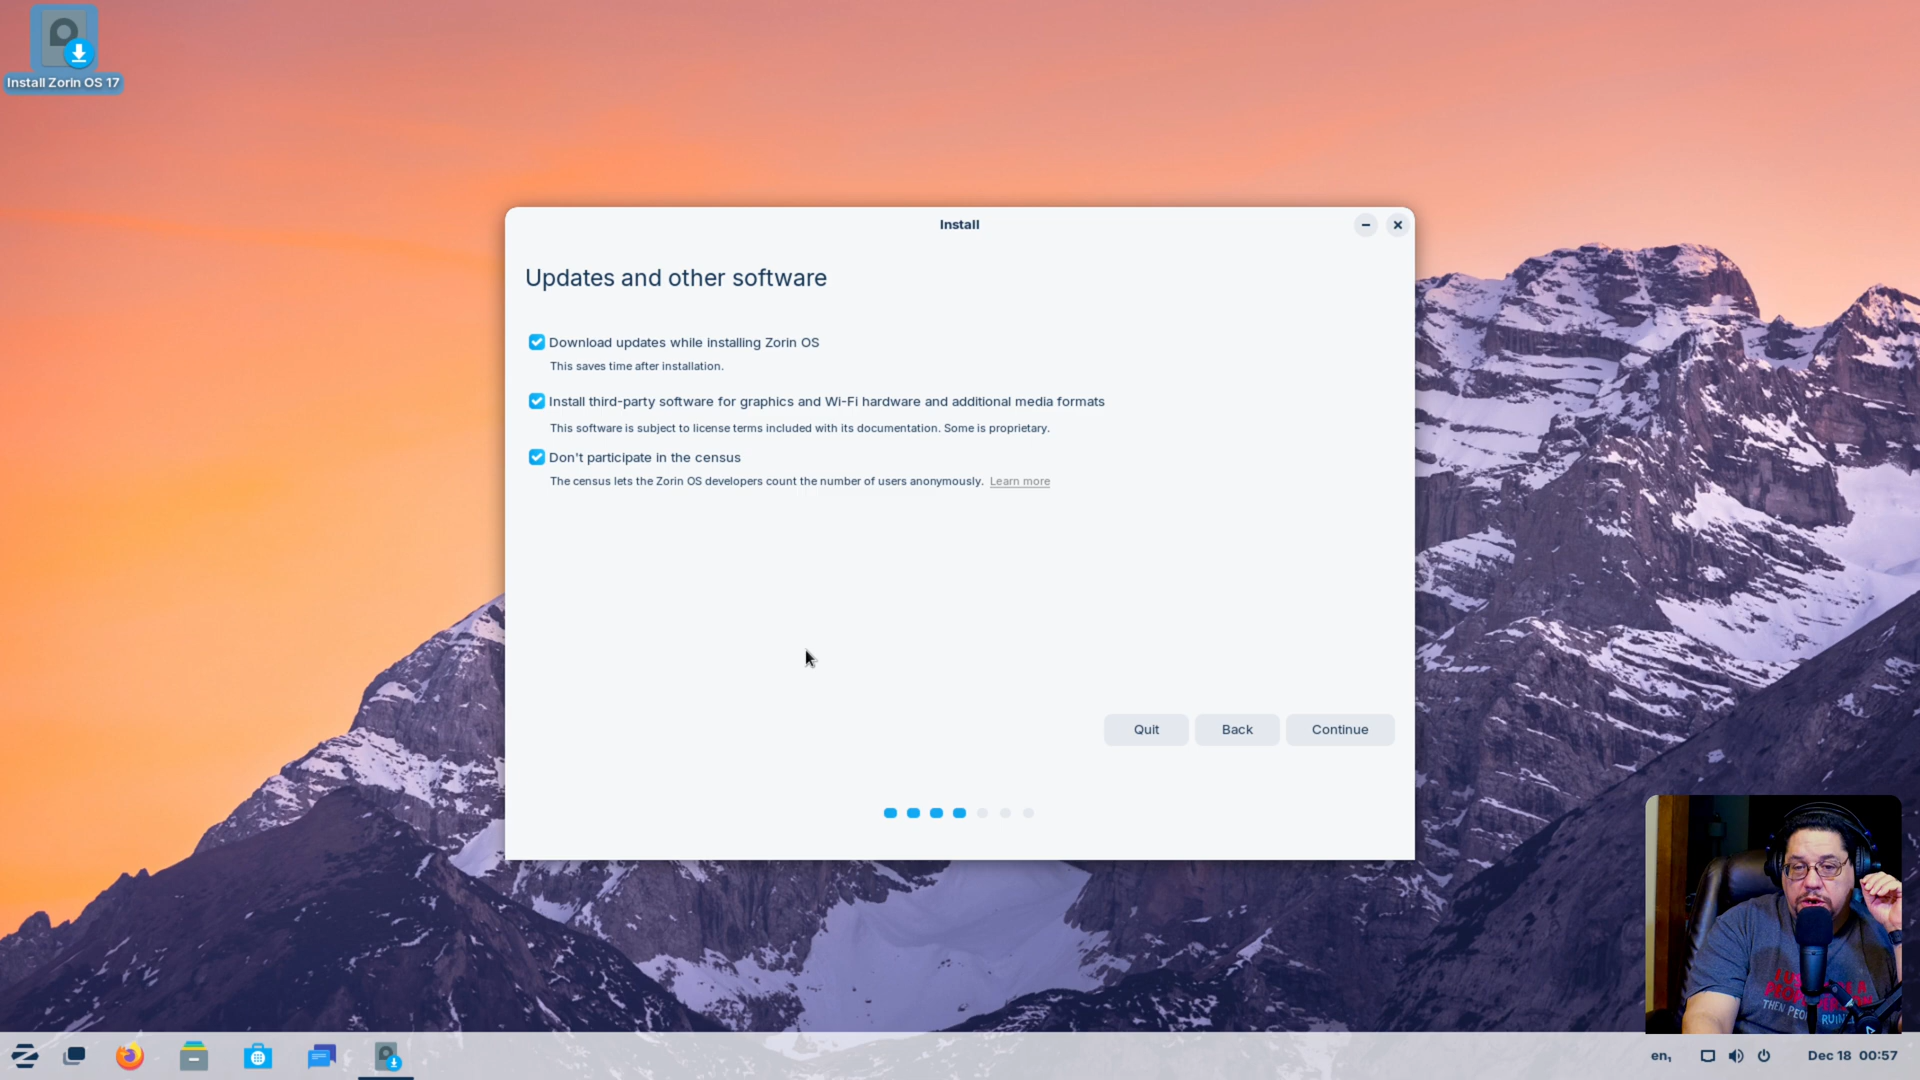 Install Zorin OS 17
Install
Updates and other software
Download updates while installing Zorin OS
This saves time after installation.
Install third-party software for graphics and Wi-Fi hardware and additional media formats
This software is subject to license terms included with its documentation. Some is proprietary.
Don't participate in the census
The census lets the Zorin OS developers count the number of users anonymously. Learn more
Quit Back Continue
THEN
en,
Dec 18 00:57